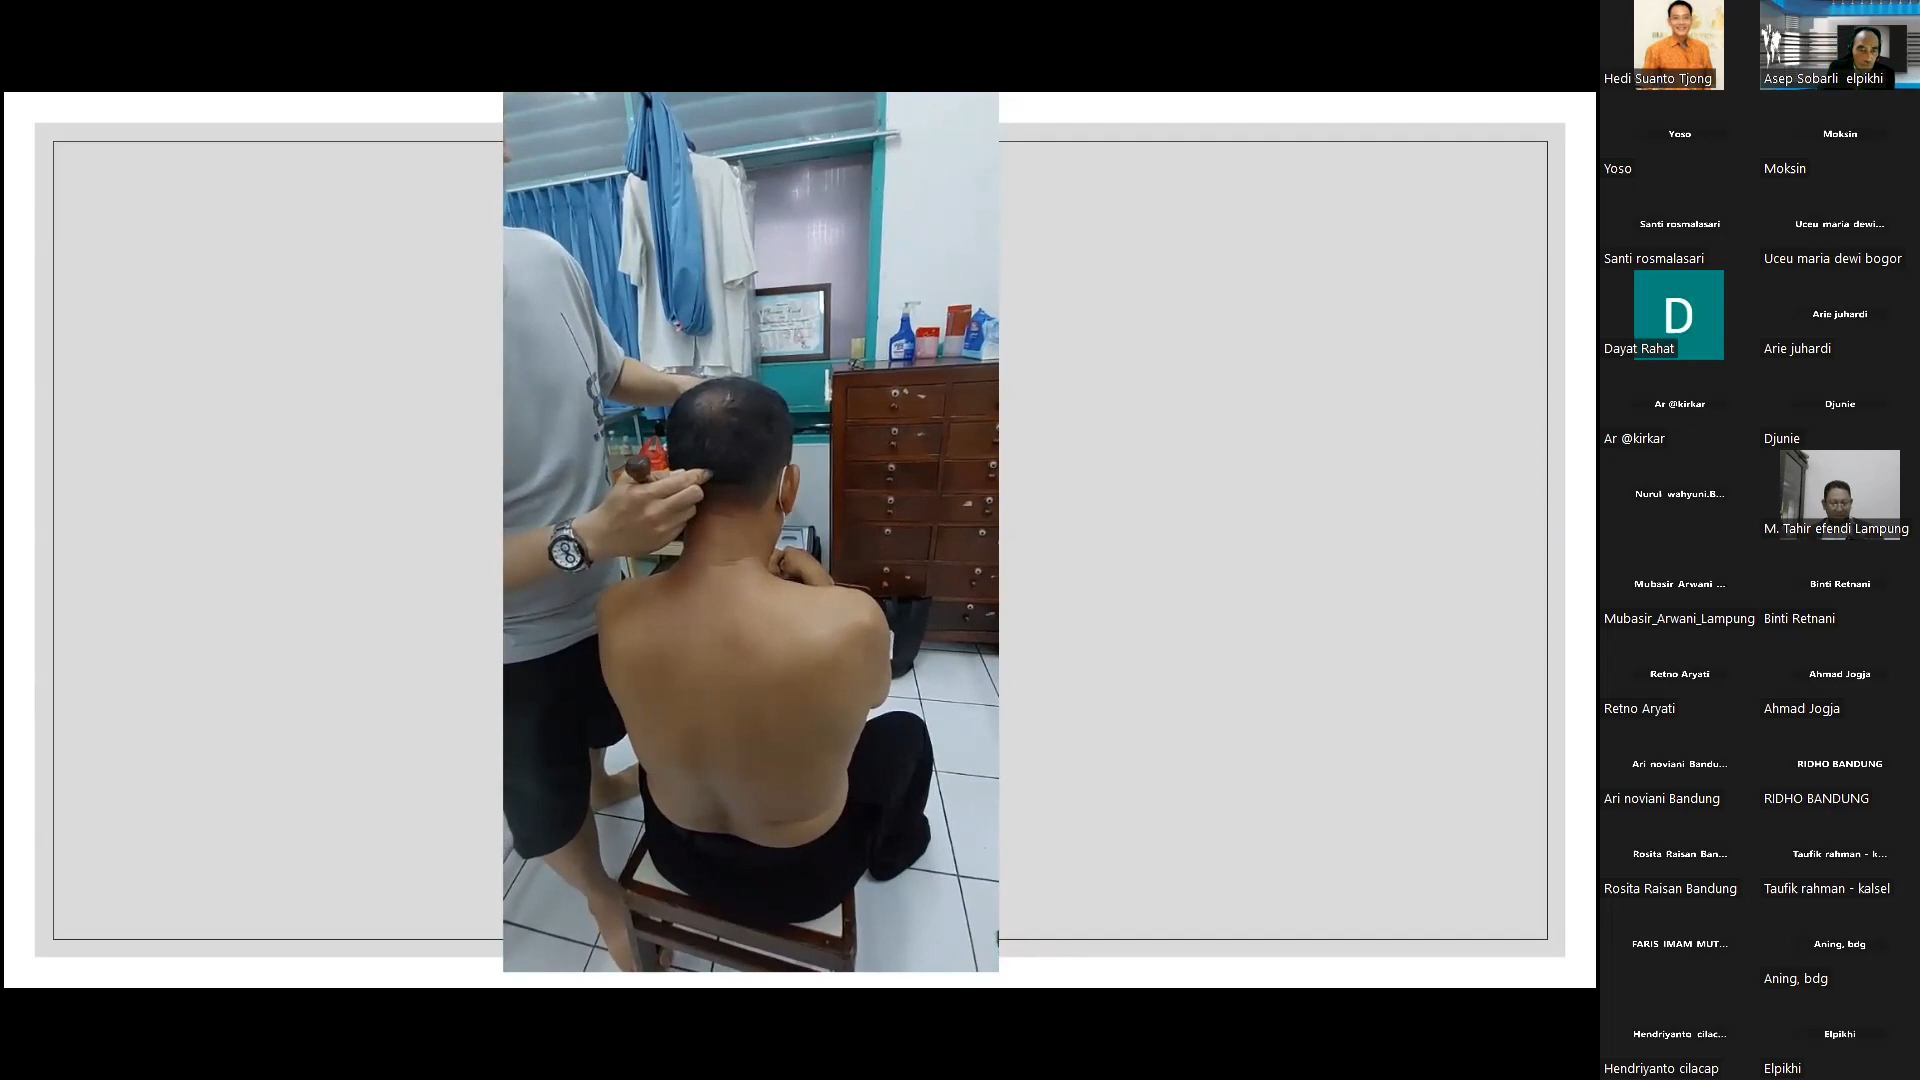 Hedi Suanto Tjong
Asep Sobarli elpikhi
Yoso
Moksin
Yoso
Moksin
Santi rosmalasari
Uceu maria dewi...
Santi rosmalasari
Uceu maria dewi bogor
D
Arie juhardi
Dayat Rahat
Arie juhardi
Ar @kirkar
Djunie
Ar @kirkar
Djunie
Nurul wahyuni.B...
M. Tahir efendi Lampung
Mubasir Arwani ...
Binti Retnani
Mubasir_Arwani_Lampung
Binti Retnani
Retno Aryati
Ahmad Jogja
Retno Aryati
Ahmad Jogja
Ari noviani Bandu...
RIDHO BANDUNG
Ari noviani Bandung
RIDHO BANDUNG
Rosita Raisan Ban...
Taufik rahman - k...
Rosita Raisan Bandung
Taufik rahman - kalsel
FARIS IMAM MUT...
Aning, bdg
Aning, bdg
Hendriyanto cilac...
Elpikhi
Hendriyanto cilacap
Elpikhi